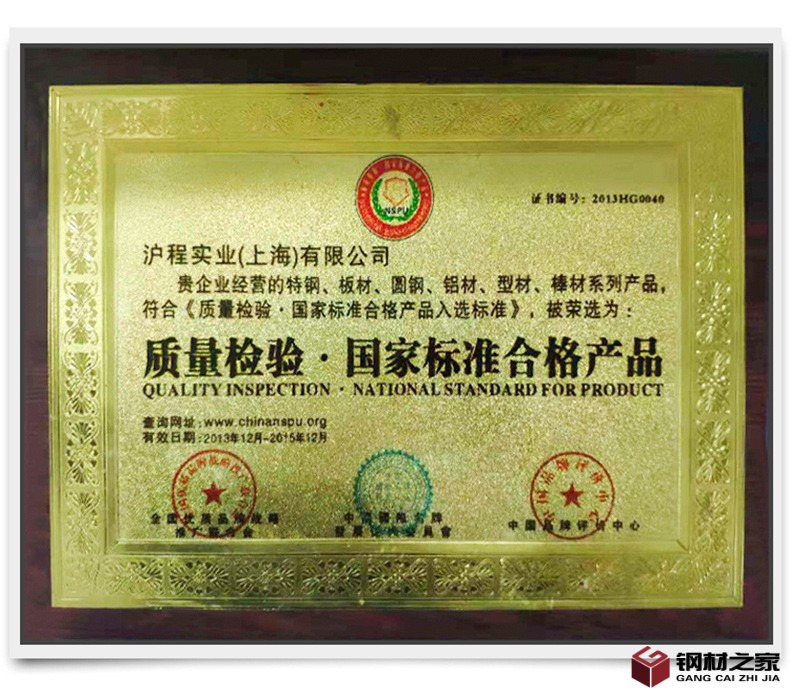 NSPU
证书编号：2013HG0040
沪程实业(上海)有限公司
贵企业经营的特钢、板材、圆钢、铝材、型材、棒材系列产品，
符合《质量检验·国家标准合格产品入选标准》，被荣选为：
质量检验·国家标准合格产品
QUALITY INSPECTION · NATIONAL STANDARD FOR PRODUCT
查询网址：www.chinanspu.org
有效日期：2013年12月-2015年12月
中国品牌评价中心
钢材之家
GANG CAI ZHI JIA